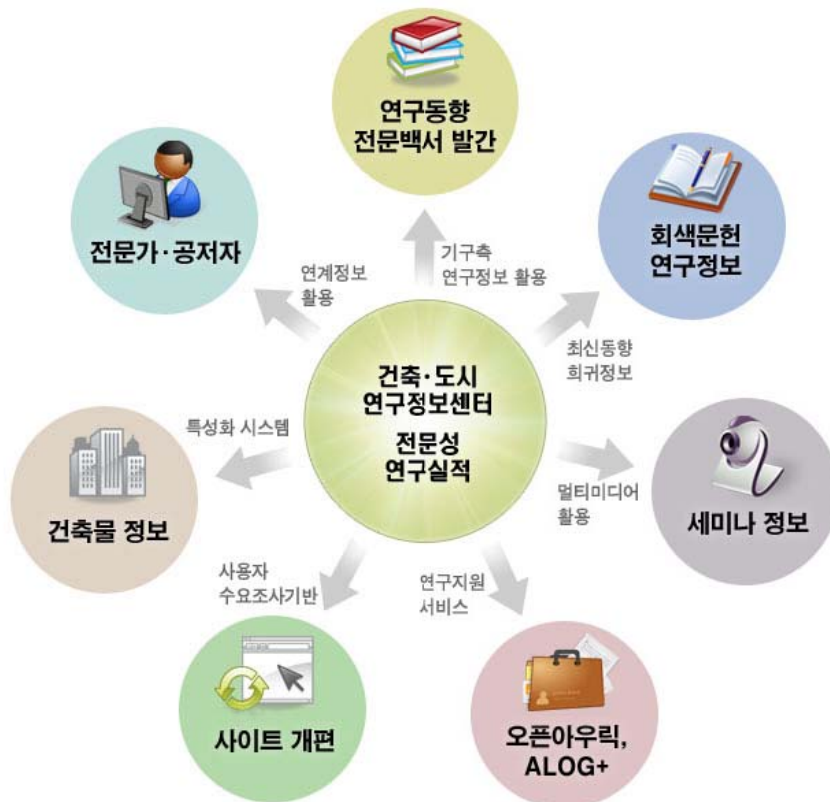 연구동향
전문백서 발간
전문가·공저자
회색문헌
연구정보
연계정보
활용
기구축
연구정보 활용
최신동향
희귀정보
건축·도시
연구정보센터
전문성
연구실적
특성화 시스템
건축물 정보
멀티미디어
활용
세미나 정보
사용자
수요조사기반
연구지원
서비스
사이트 개편
오픈아우릭,
ALOG+